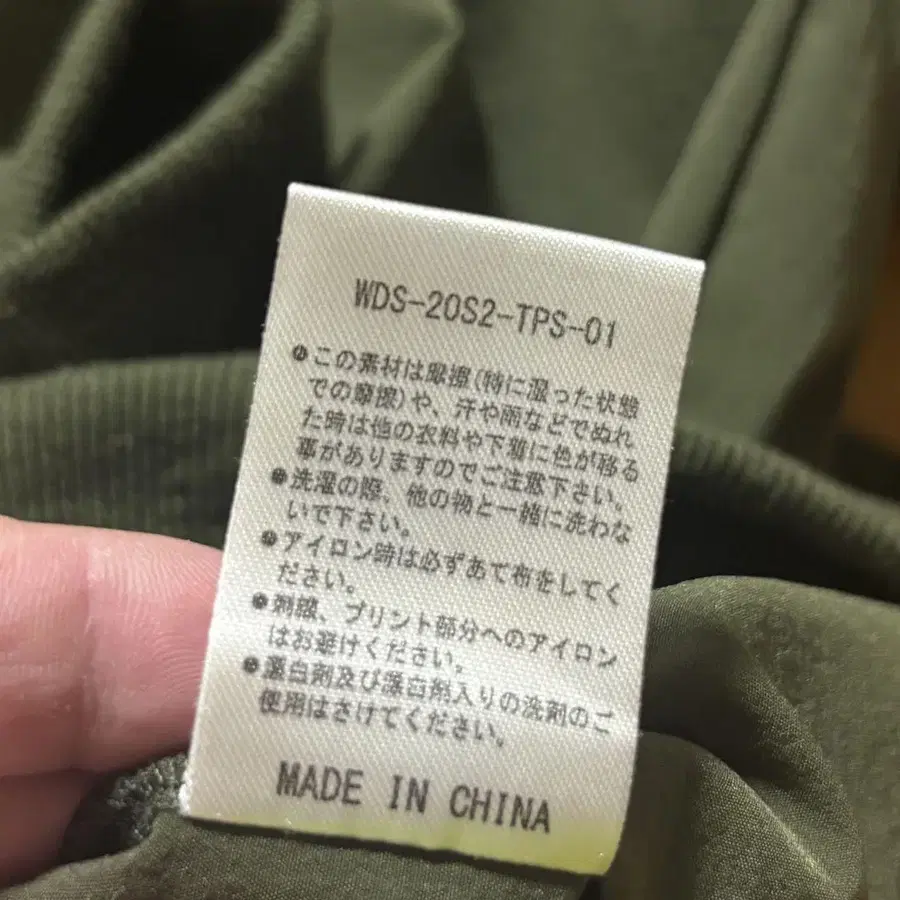 WDS-20S2-TPS-01
●この素材は摩擦(特に湿った状態
での摩擦)や、汗や雨などでぬれ
た時は他の衣料や下着に色が移る
事がありますのでご注意下さい。
●洗濯の際、他の物と一緒に洗わな
いで下さい。
●アイロン時は必ずあて布をしてく
ださい。
●刺繍、プリント部分へのアイロン
はお避けください。
●漂白剤及び漂白剤入りの洗剤のご
使用はさけてください。
MADE IN CHINA